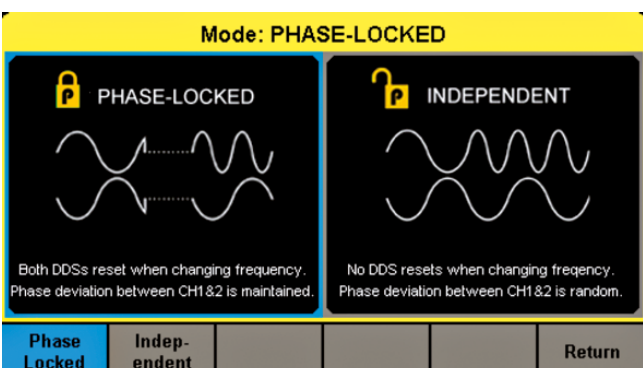 Mode: PHASE-LOCKED
P PHASE-LOCKED
Both DDSs reset when changing frequency.
Phase deviation between CH1&2 is maintained.
P INDEPENDENT
No DDS resets when changing freqency.
Phase deviation between CH1&2 is random.
Phase
Locked
Indep-
endent
Return